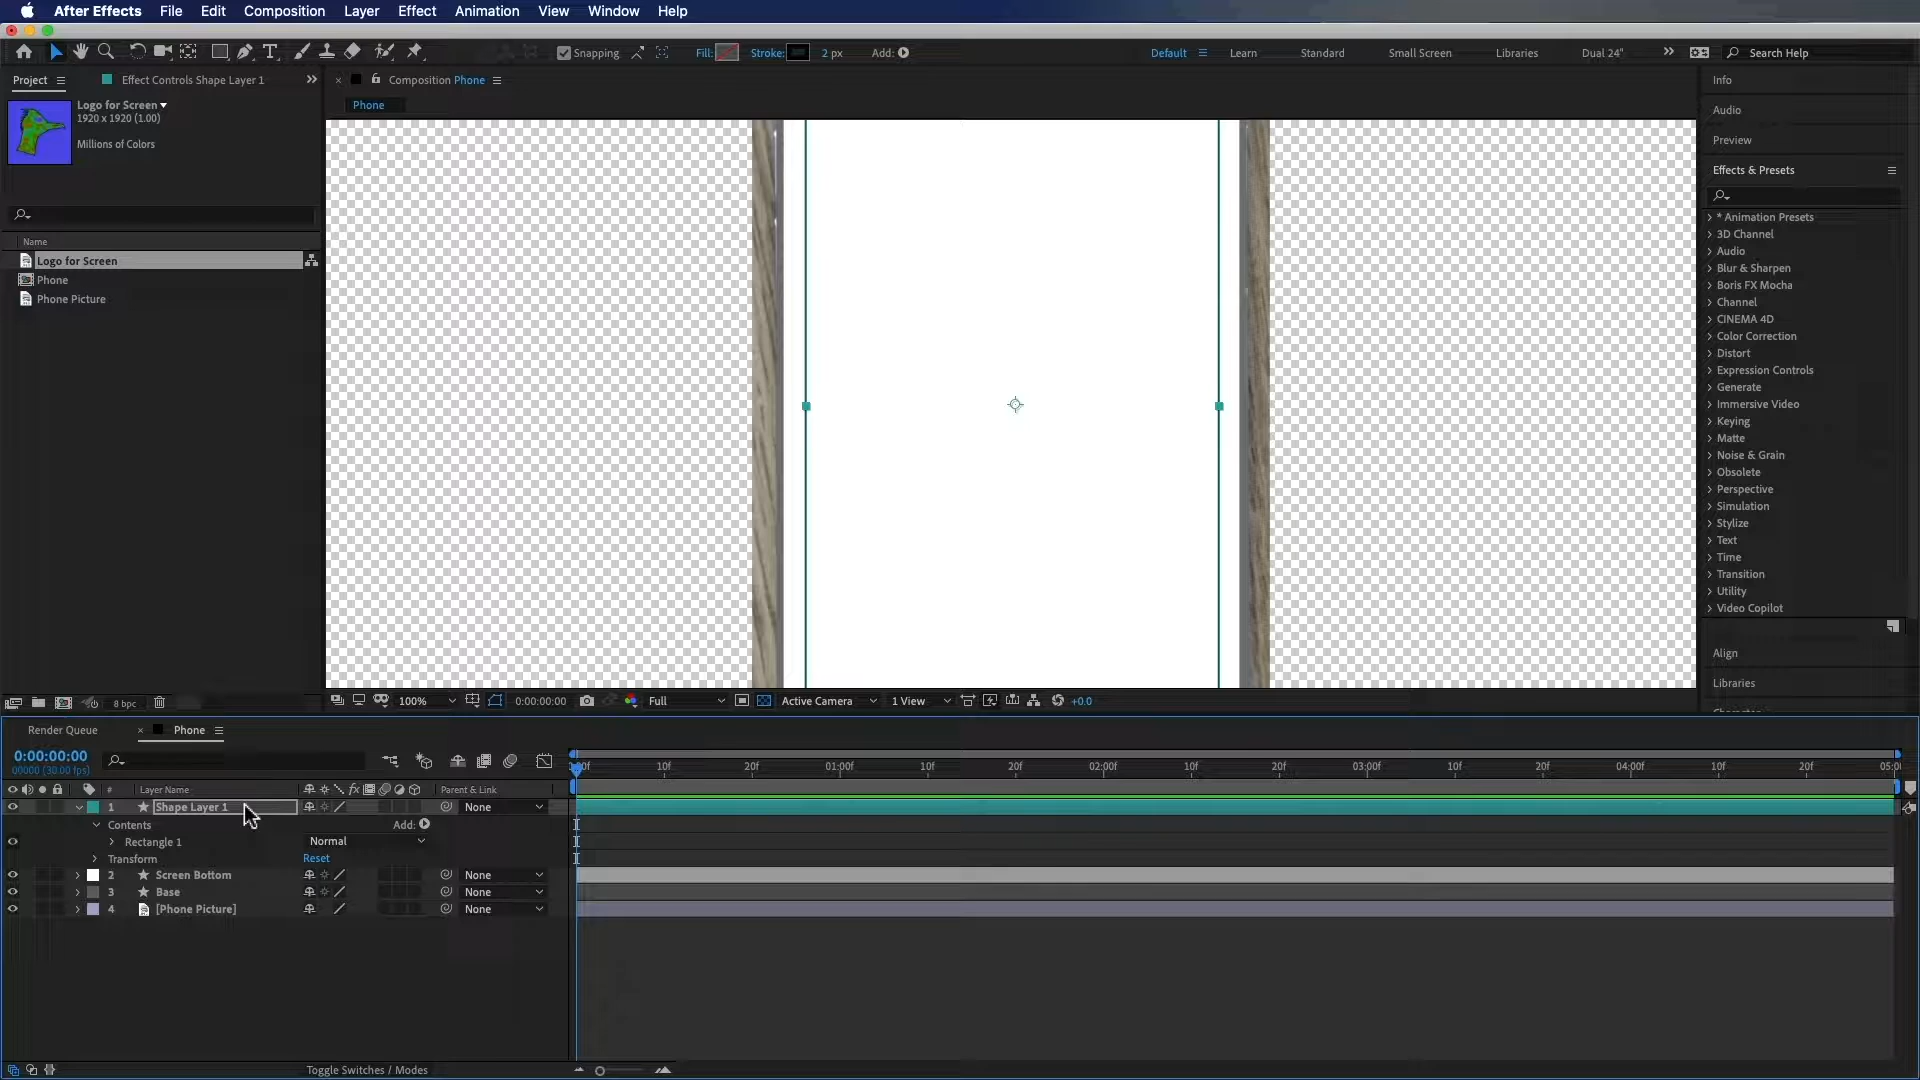 After Effects File Edit Composition Layer Effect Animation View Window Help
Snapping Fill: Stroke: 2 px Add: Default Learn Standard Small Screen Libraries Dual 24" Search Help
Project Effect Controls Shape Layer 1
Composition Phone
Info
Phone
Logo for Screen
1920 x 1920 (1.00)
Millions of Colors
Audio
Preview
Effects & Presets
* Animation Presets
3D Channel
Audio
Blur & Sharpen
Boris FX Mocha
Channel
CINEMA 4D
Color Correction
Distort
Expression Controls
Generate
Immersive Video
Keying
Matte
Noise & Grain
Obsolete
Perspective
Simulation
Stylize
Text
Time
Transition
Utility
Video Copilot
Align
Libraries
Name
Logo for Screen
Phone
Phone Picture
8 bpc
100% 0:00:00:00 Full Active Camera 1 View +0.0
Render Queue Phone
0:00:00:00
00000 (30.00 fps)
10f 20f 01:00f 10f 20f 02:00f 10f 20f 03:00f 10f 20f 04:00f 10f 20f
# Layer Name Parent & Link
1 Shape Layer 1 None
Contents Add:
Rectangle 1 Normal
Transform Reset
2 Screen Bottom None
3 Base None
4 [Phone Picture] None
Toggle Switches / Modes